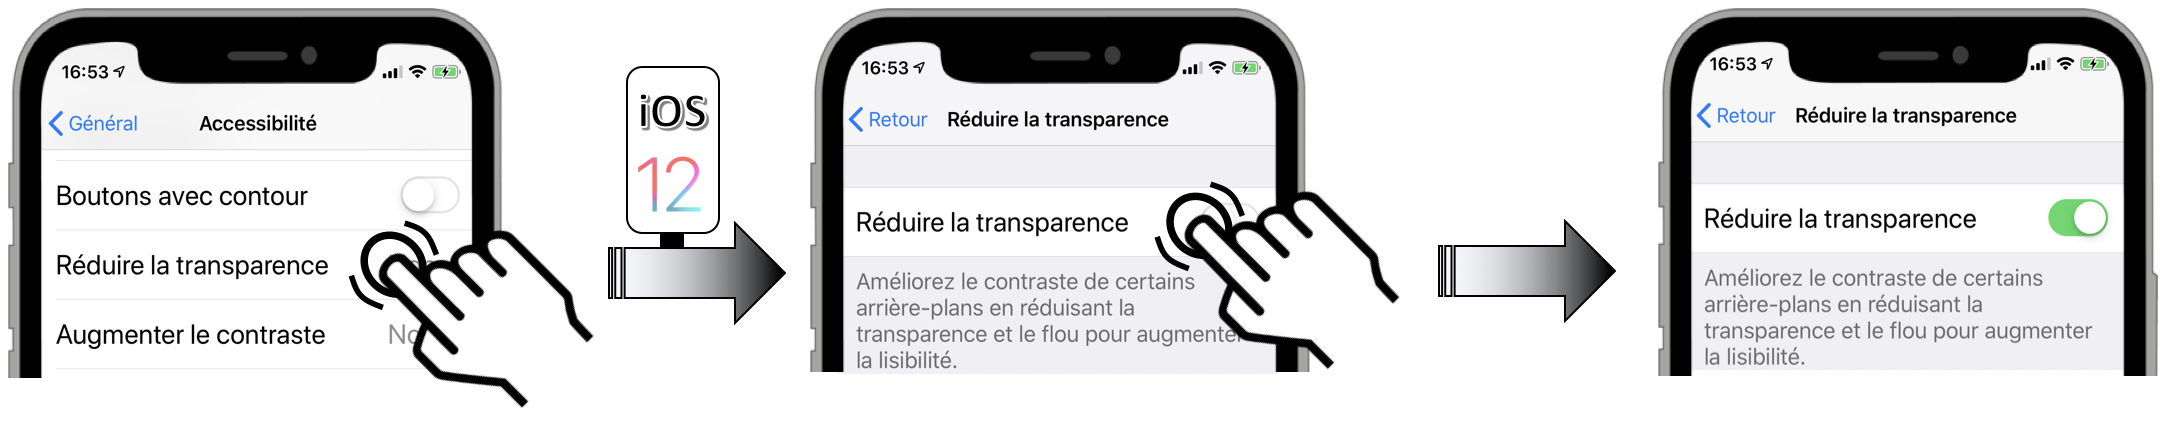 16:53
Général
Accessibilité
Boutons avec contour
Réduire la transparence
Augmenter le contraste
iOS
12
16:53
Retour
Réduire la transparence
Réduire la transparence
Améliorez le contraste de certains
arrière-plans en réduisant la
transparence et le flou pour augmenter
la lisibilité.
16:53
Retour
Réduire la transparence
Réduire la transparence
Améliorez le contraste de certains
arrière-plans en réduisant la
transparence et le flou pour augmenter
la lisibilité.